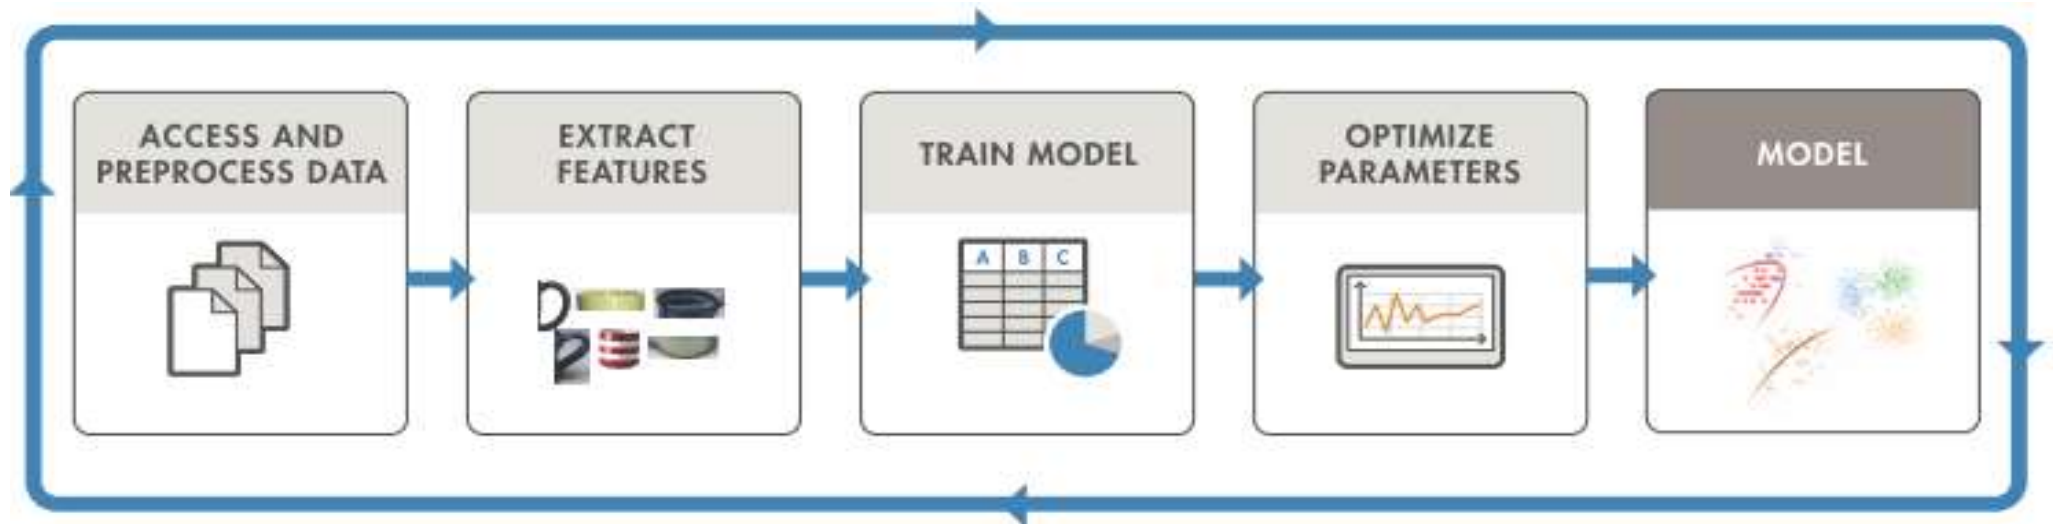 ACCESS AND
PREPROCESS DATA
EXTRACT
FEATURES
TRAIN MODEL
A B C
OPTIMIZE
PARAMETERS
MODEL